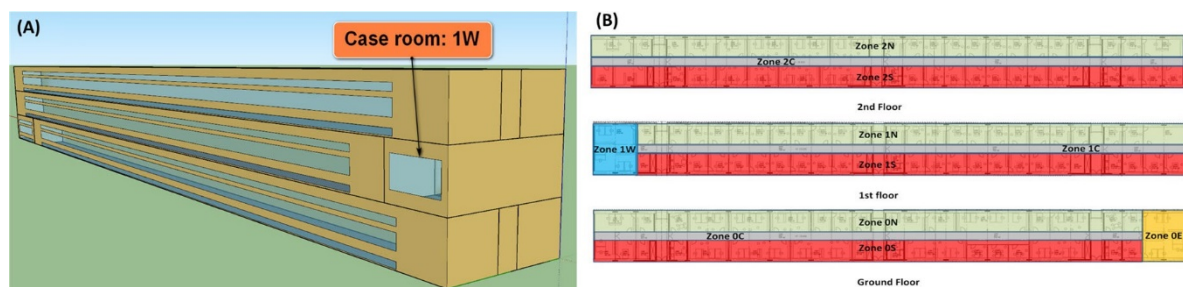 (A)
Case room: 1W
(B)
Zone 2N
Zone 2C
Zone 2S
2nd Floor
Zone 1N
Zone 1W
Zone 1C
Zone 1S
1st floor
Zone 0N
Zone 0C
Zone 0E
Zone 0S
Ground Floor